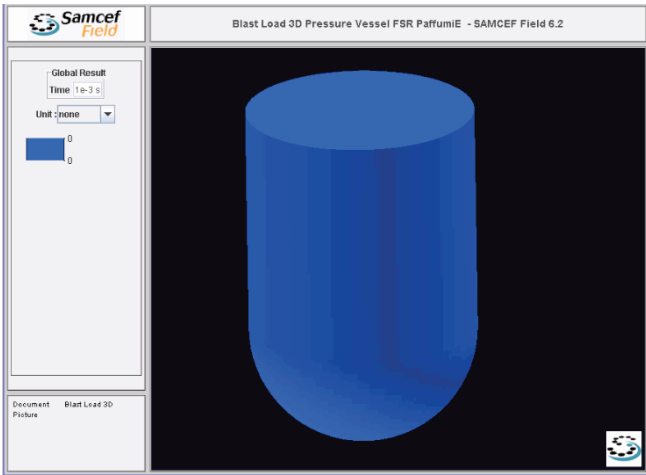 Samcef
Field
Blast Load 3D Pressure Vessel FSR PaffumiE - SAMCEF Field 6.2
Global Result
Time 1e-3 s
Unit : none
0
0
Document Blast Load 3D
Picture